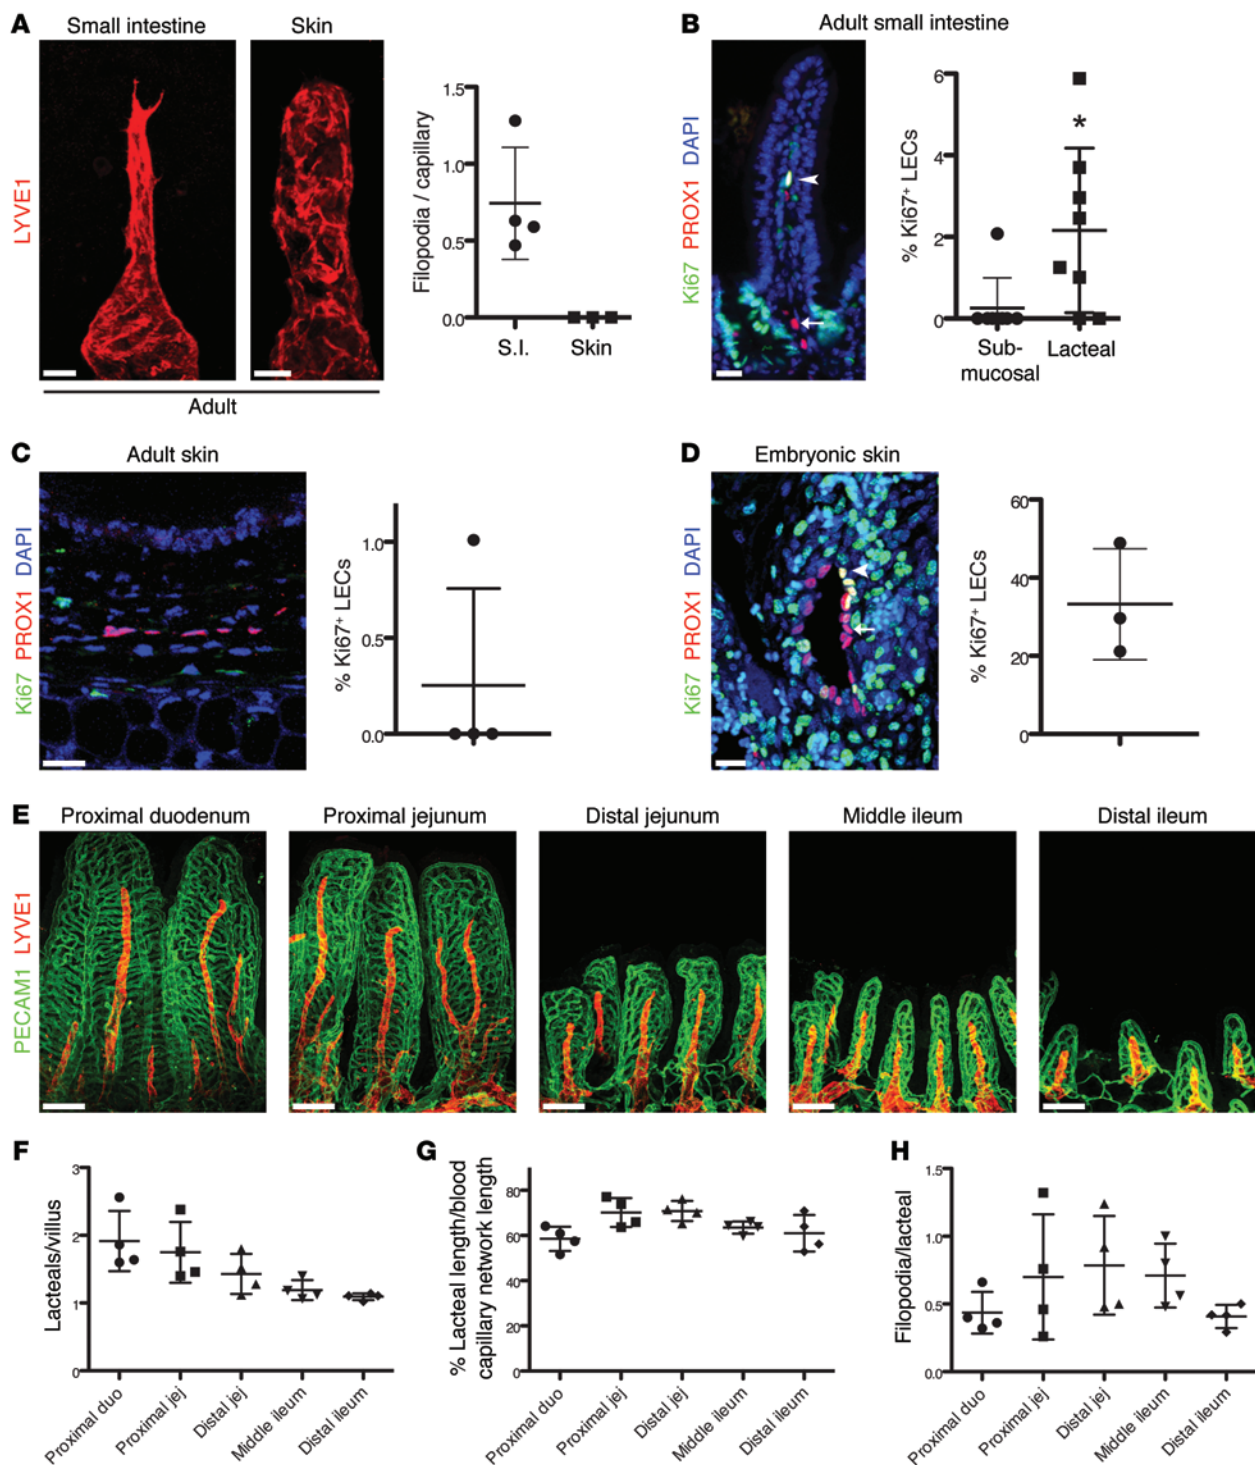 A
Small intestine
Skin
LYVE1
Adult
Filopodia / capillary
1.5
1.0
0.5
0.0
S.I.
Skin
B
Adult small intestine
Ki67 PROX1 DAPI
% Ki67+ LECs
6
4
2
0
*
Sub-
mucosal
Lacteal
C
Adult skin
Ki67 PROX1 DAPI
% Ki67+ LECs
1.0
0.5
0.0
D
Embryonic skin
Ki67 PROX1 DAPI
% Ki67+ LECs
60
40
20
0
E
Proximal duodenum
Proximal jejunum
Distal jejunum
Middle ileum
Distal ileum
PECAM1 LYVE1
F
Lacteals/villus
3
2
1
0
Proximal duo
Proximal jej
Distal jej
Middle ileum
Distal ileum
G
% Lacteal length/blood
capillary network length
80
60
40
20
0
Proximal duo
Proximal jej
Distal jej
Middle ileum
Distal ileum
H
Filopodia/lacteal
1.5
1.0
0.5
0.0
Proximal duo
Proximal jej
Distal jej
Middle ileum
Distal ileum